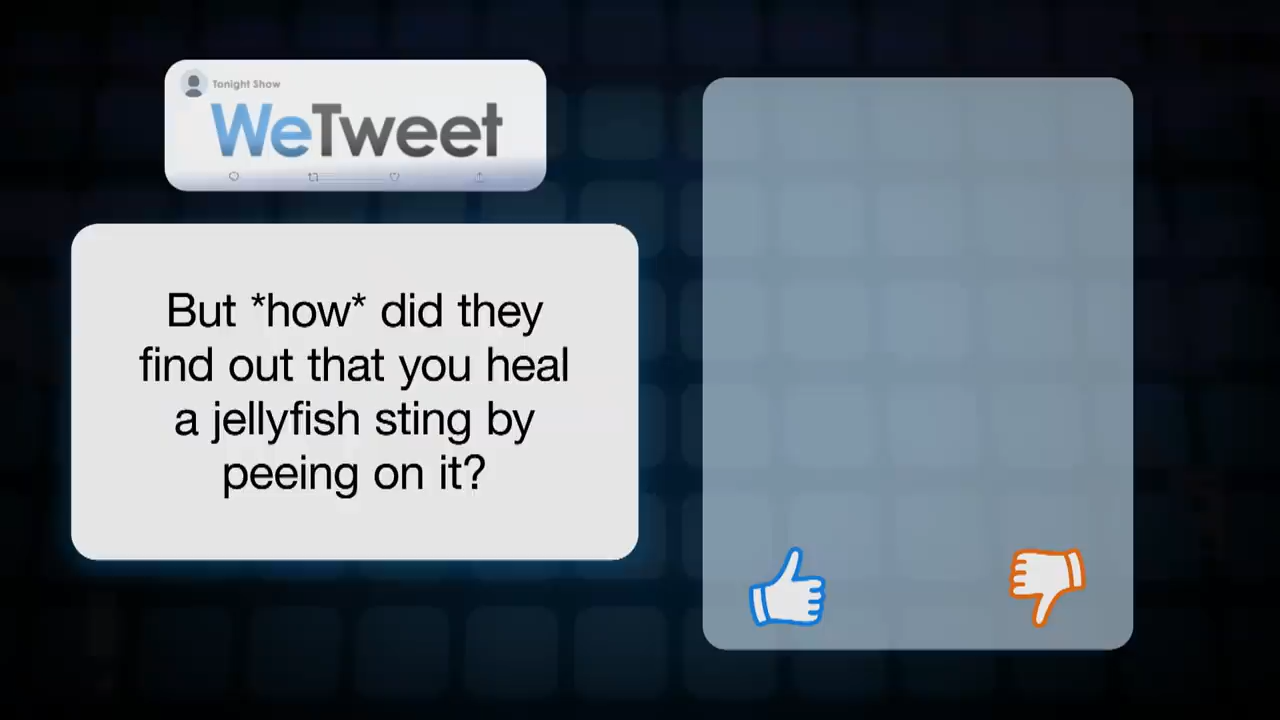 Tonight Show
WeTweet
But *how* did they
find out that you heal
a jellyfish sting by
peeing on it?